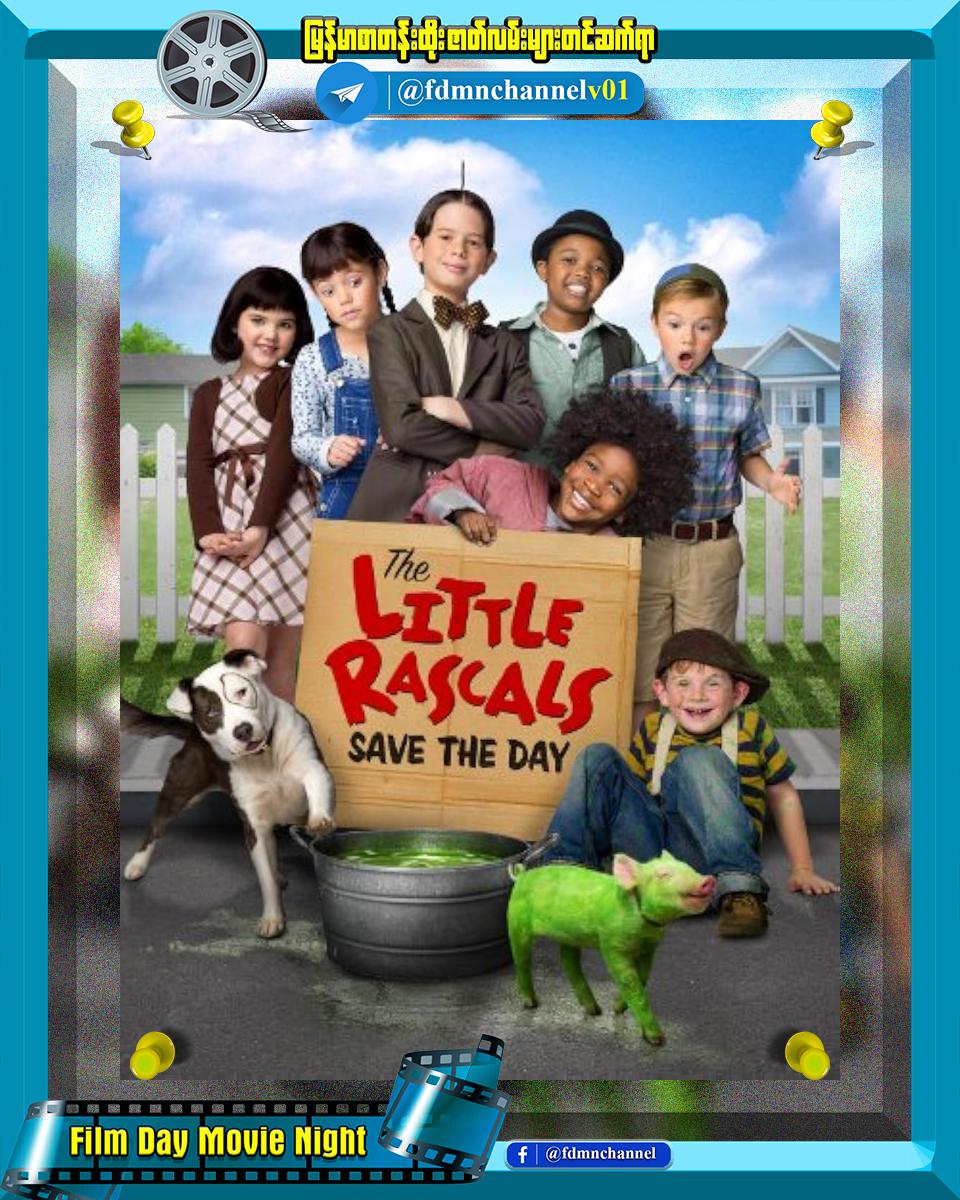 မြန်မာစာတန်းထိုးဇာတ်လမ်းများတင်ဆက်ရာ
@fdmnchannelv01
The
LITTLE
RASCALS
SAVE THE DAY
Film Day Movie Night
f @fdmnchannel